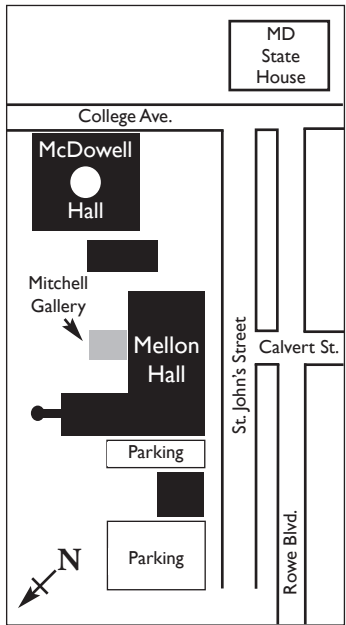 MD
State
House
College Ave.
McDowell
Hall
Mitchell
Gallery
Mellon
Hall
St. John's Street
Calvert St.
Parking
Rowe Blvd.
Parking
N